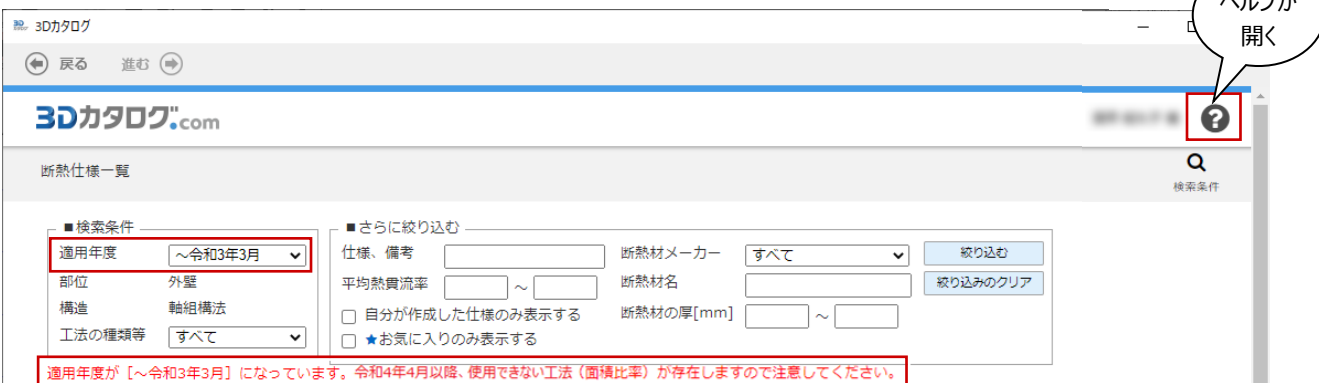 ヘルプが
開く
3Dカタログ
戻る 進む
3Dカタログ.com
断熱仕様一覧
検索条件
■検索条件
適用年度 ~令和3年3月
部位 外壁
構造 軸組構法
工法の種類等 すべて
■さらに絞り込む
仕様、備考 断熱材メーカー すべて 絞り込む
平均熱貫流率 ~ 断熱材名 絞り込みのクリア
自分が作成した仕様のみ表示する 断熱材の厚[mm] ~
★お気に入りのみ表示する
適用年度が[~令和3年3月]になっています。令和4年4月以降、使用できない工法(面積比率)が存在しますので注意してください。